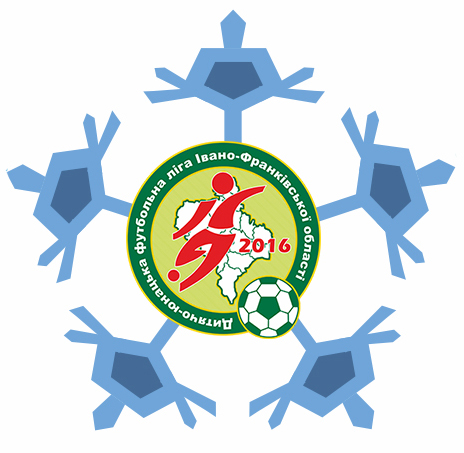 Дитячо-юнацька футбольна ліга Івано-Франківської області
2016